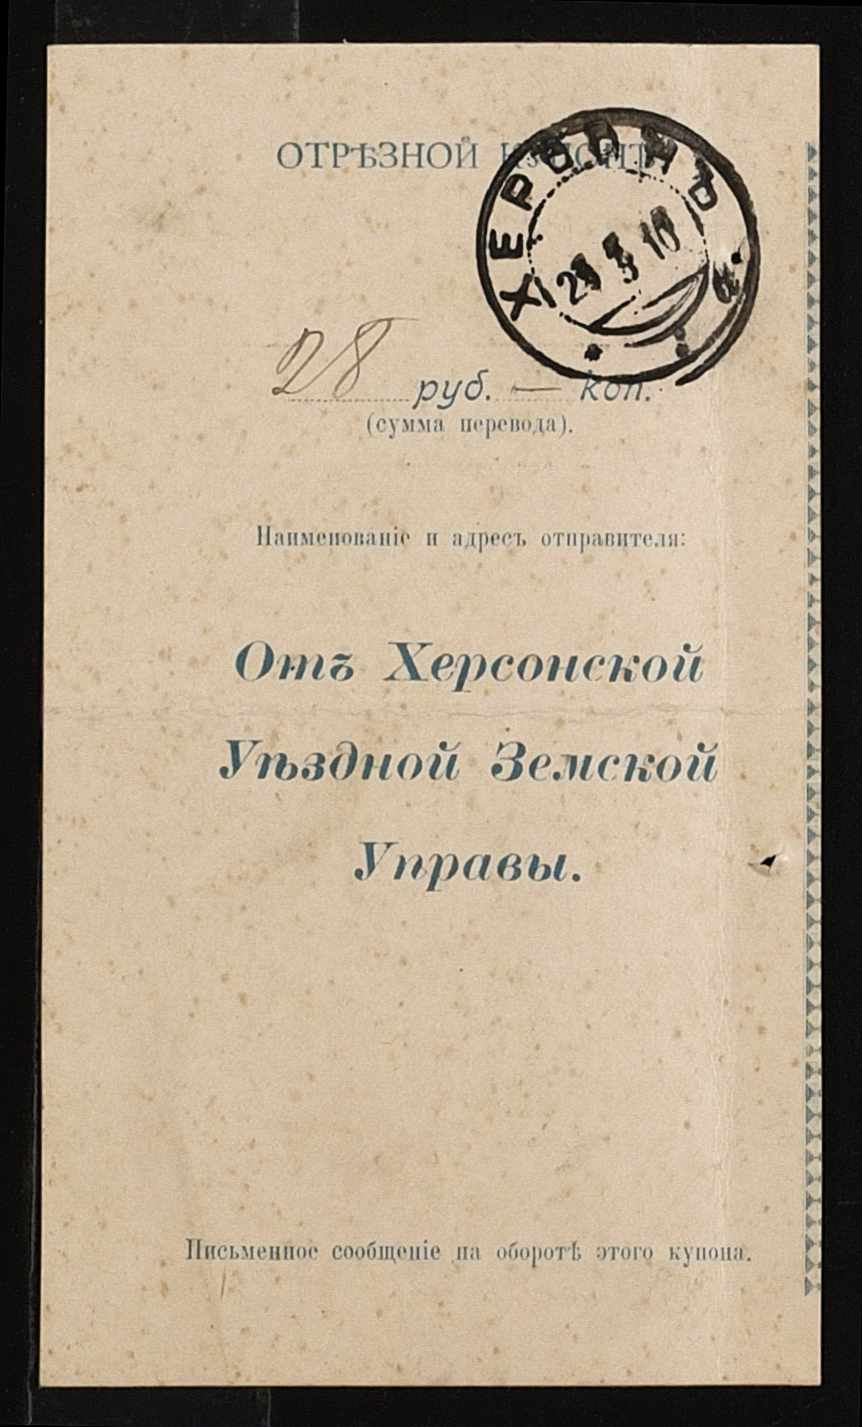 ОТРѢЗНОЙ КУПОНЪ
ХЕРСОНЪ
а.
28 руб. — коп.
(сумма перевода).
Наименованіе и адресъ отправителя:
Отъ Херсонской
Уѣздной Земской
Управы.
Письменное сообщеніе на оборотѣ этого купона.